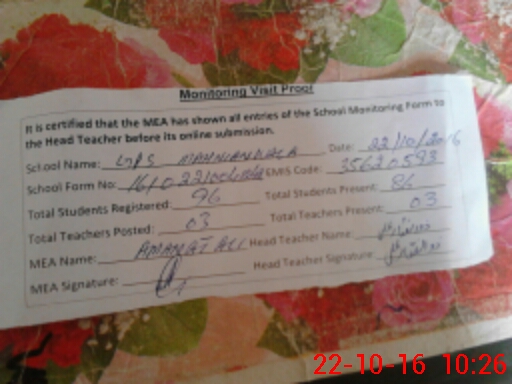 Monitoring Visit Proof
It is certified that the MEA has shown all entries of the School Monitoring Form to
the Head Teacher before its online submission.
School Name: GPS Date: 22/10/2016
School Form No: EMIS Code: 35620593
Total Students Registered: 96 Total Students Present: 86
Total Teachers Posted: 03 Total Teachers Present: 03
MEA Name: AMANAT ALI Head Teacher Name:
MEA Signature: Head Teacher Signature:
22-10-16 10:26